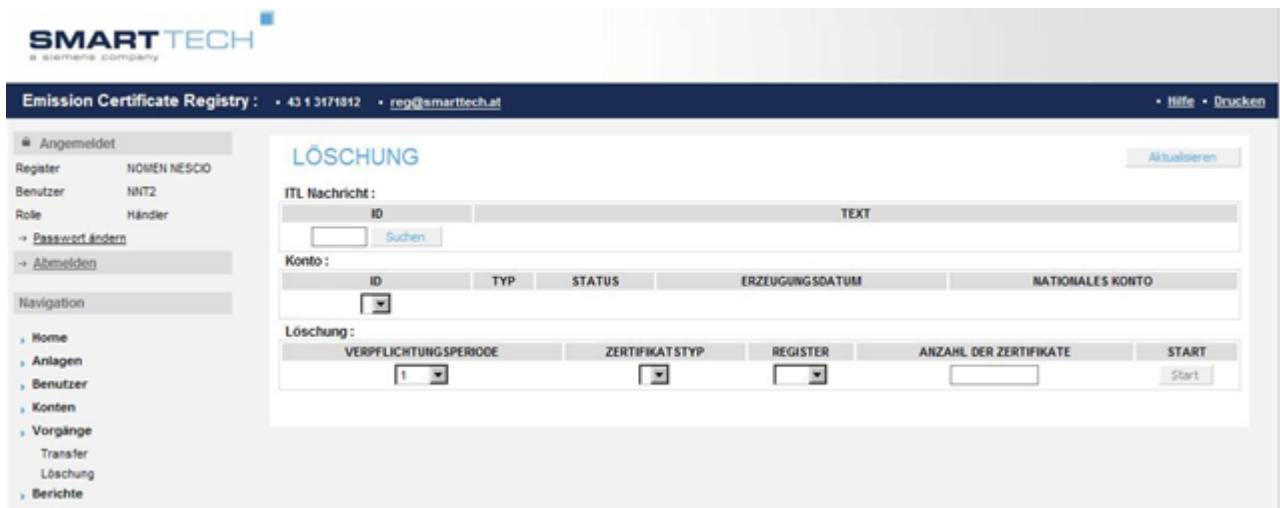 SMART TECH
a siemens company
Emission Certificate Registry : • 43 1 3171812 • reg@smarttech.at • Hilfe • Drucken
Angemeldet
Register NOMEN NESCIO
Benutzer NNT2
Rolle Händler
→ Passwort ändern
→ Abmelden
Navigation
Home
Anlagen
Benutzer
Konten
Vorgänge
Transfer
Löschung
Berichte
LÖSCHUNG Aktualisieren
ITL Nachricht :
ID TEXT
Suchen
Konto :
ID TYP STATUS ERZEUGUNGSDATUM NATIONALES KONTO
Löschung :
VERPFLICHTUNGSPERIODE ZERTIFIKATSTYP REGISTER ANZAHL DER ZERTIFIKATE START
1 Start